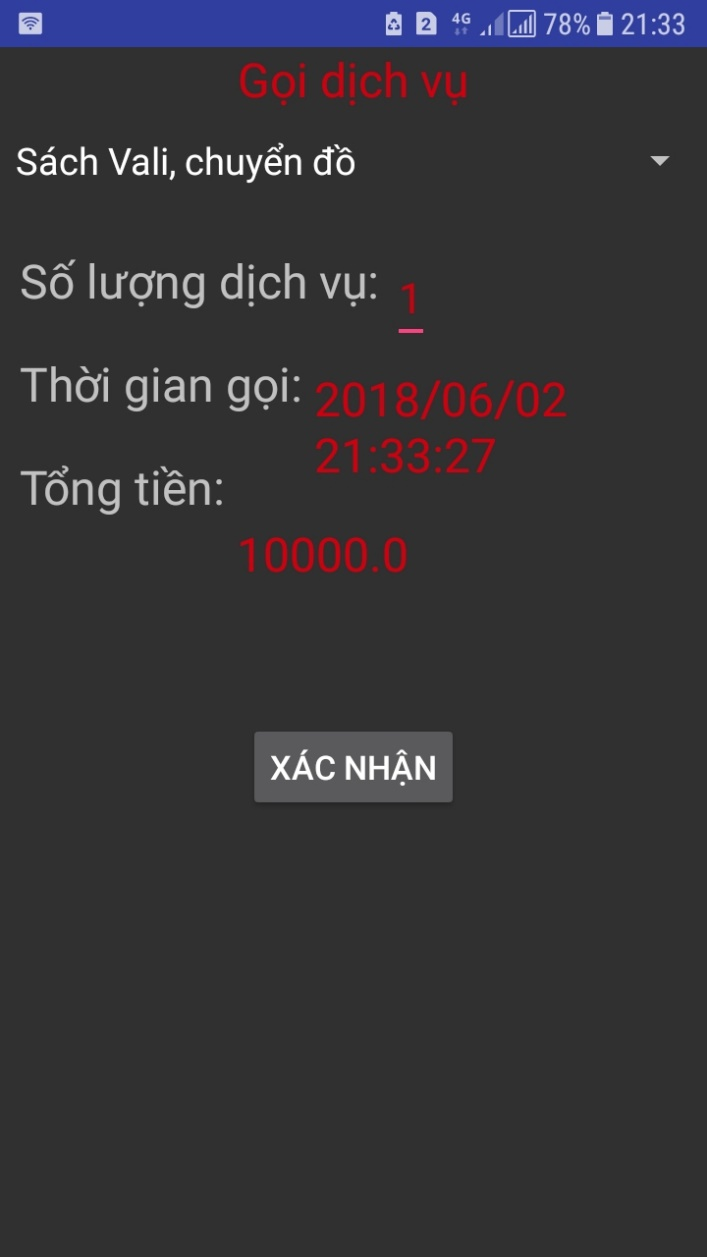 2 4G 78% 21:33
Gọi dịch vụ
Sách Vali, chuyển đồ
Số lượng dịch vụ: 1
Thời gian gọi: 2018/06/02
21:33:27
Tổng tiền:
10000.0
XÁC NHẬN